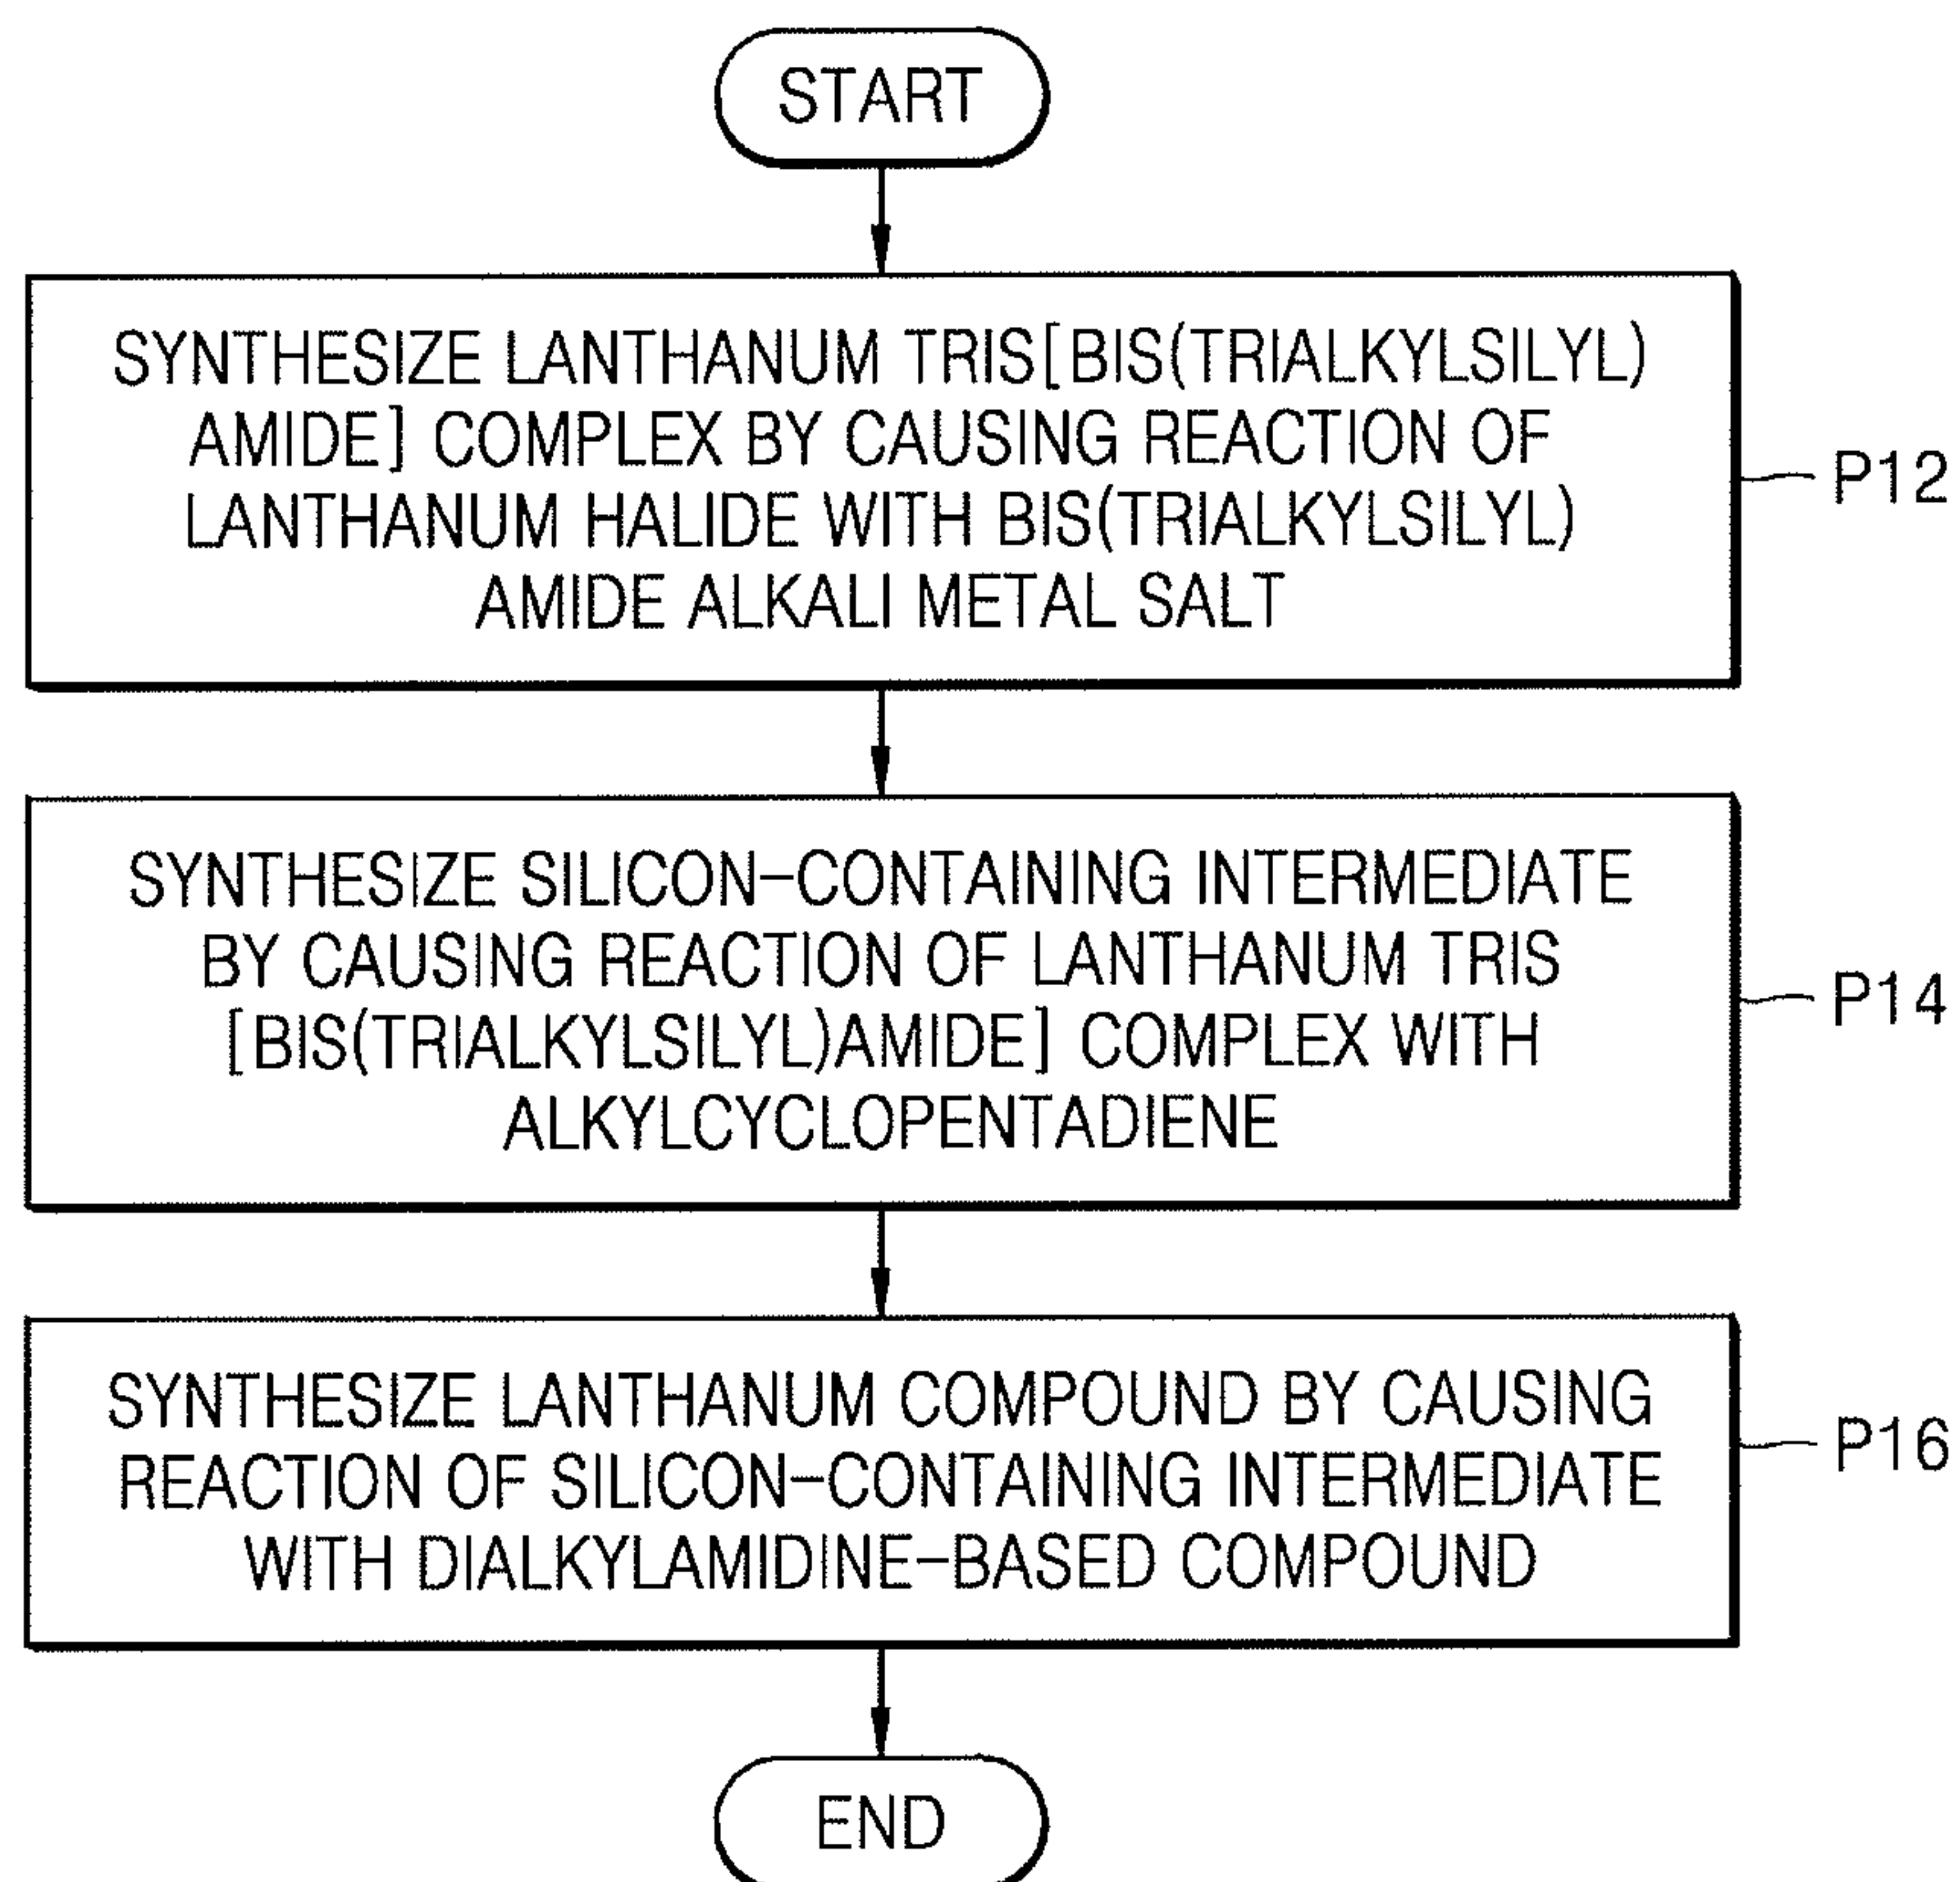 START
SYNTHESIZE LANTHANUM TRIS[BIS(TRIALKYLSILYL)
AMIDE] COMPLEX BY CAUSING REACTION OF
LANTHANUM HALIDE WITH BIS(TRIALKYLSILYL)
AMIDE ALKALI METAL SALT
P12
SYNTHESIZE SILICON-CONTAINING INTERMEDIATE
BY CAUSING REACTION OF LANTHANUM TRIS
[BIS(TRIALKYLSILYL)AMIDE] COMPLEX WITH
ALKYLCYCLOPENTADIENE
P14
SYNTHESIZE LANTHANUM COMPOUND BY CAUSING
REACTION OF SILICON-CONTAINING INTERMEDIATE
WITH DIALKYLAMIDINE-BASED COMPOUND
P16
END